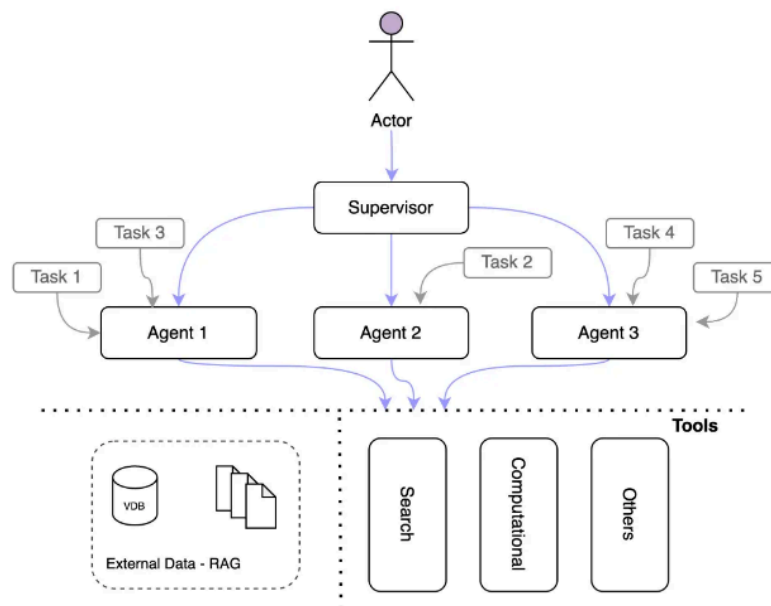 Actor
Supervisor
Task 3
Task 4
Task 1
Task 2
Task 5
Agent 1
Agent 2
Agent 3
Tools
VDB
External Data - RAG
Search
Computational
Others